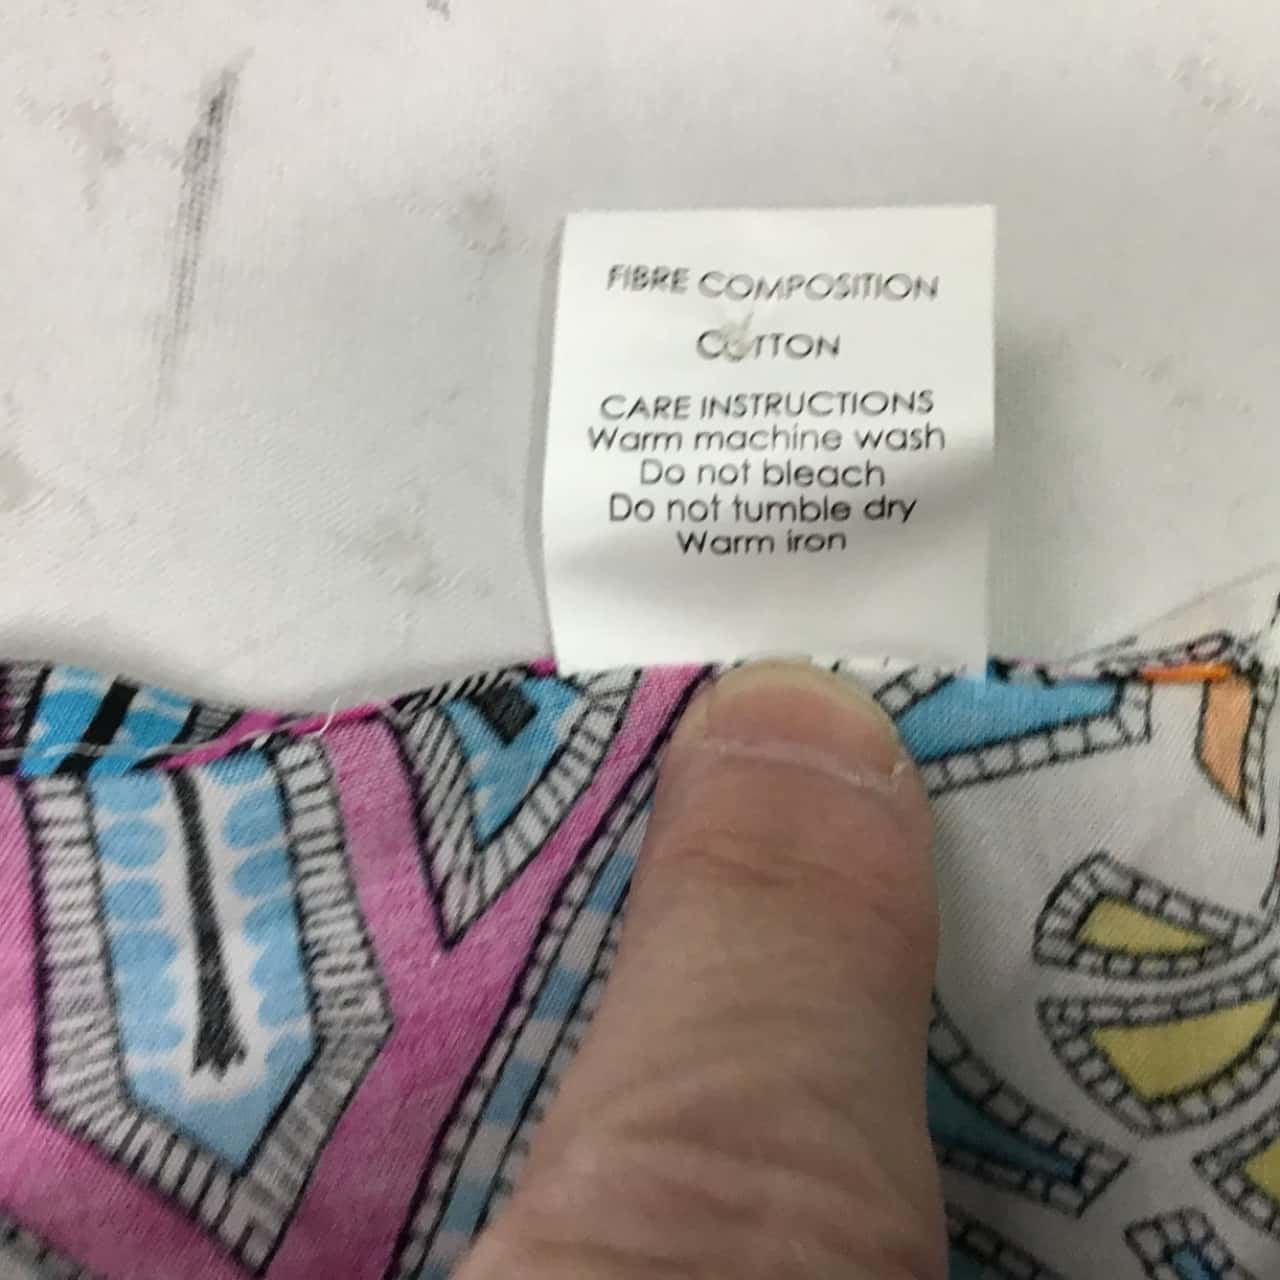 FIBRE COMPOSITION
COTTON
CARE INSTRUCTIONS
Warm machine wash
Do not bleach
Do not tumble dry
Warm iron